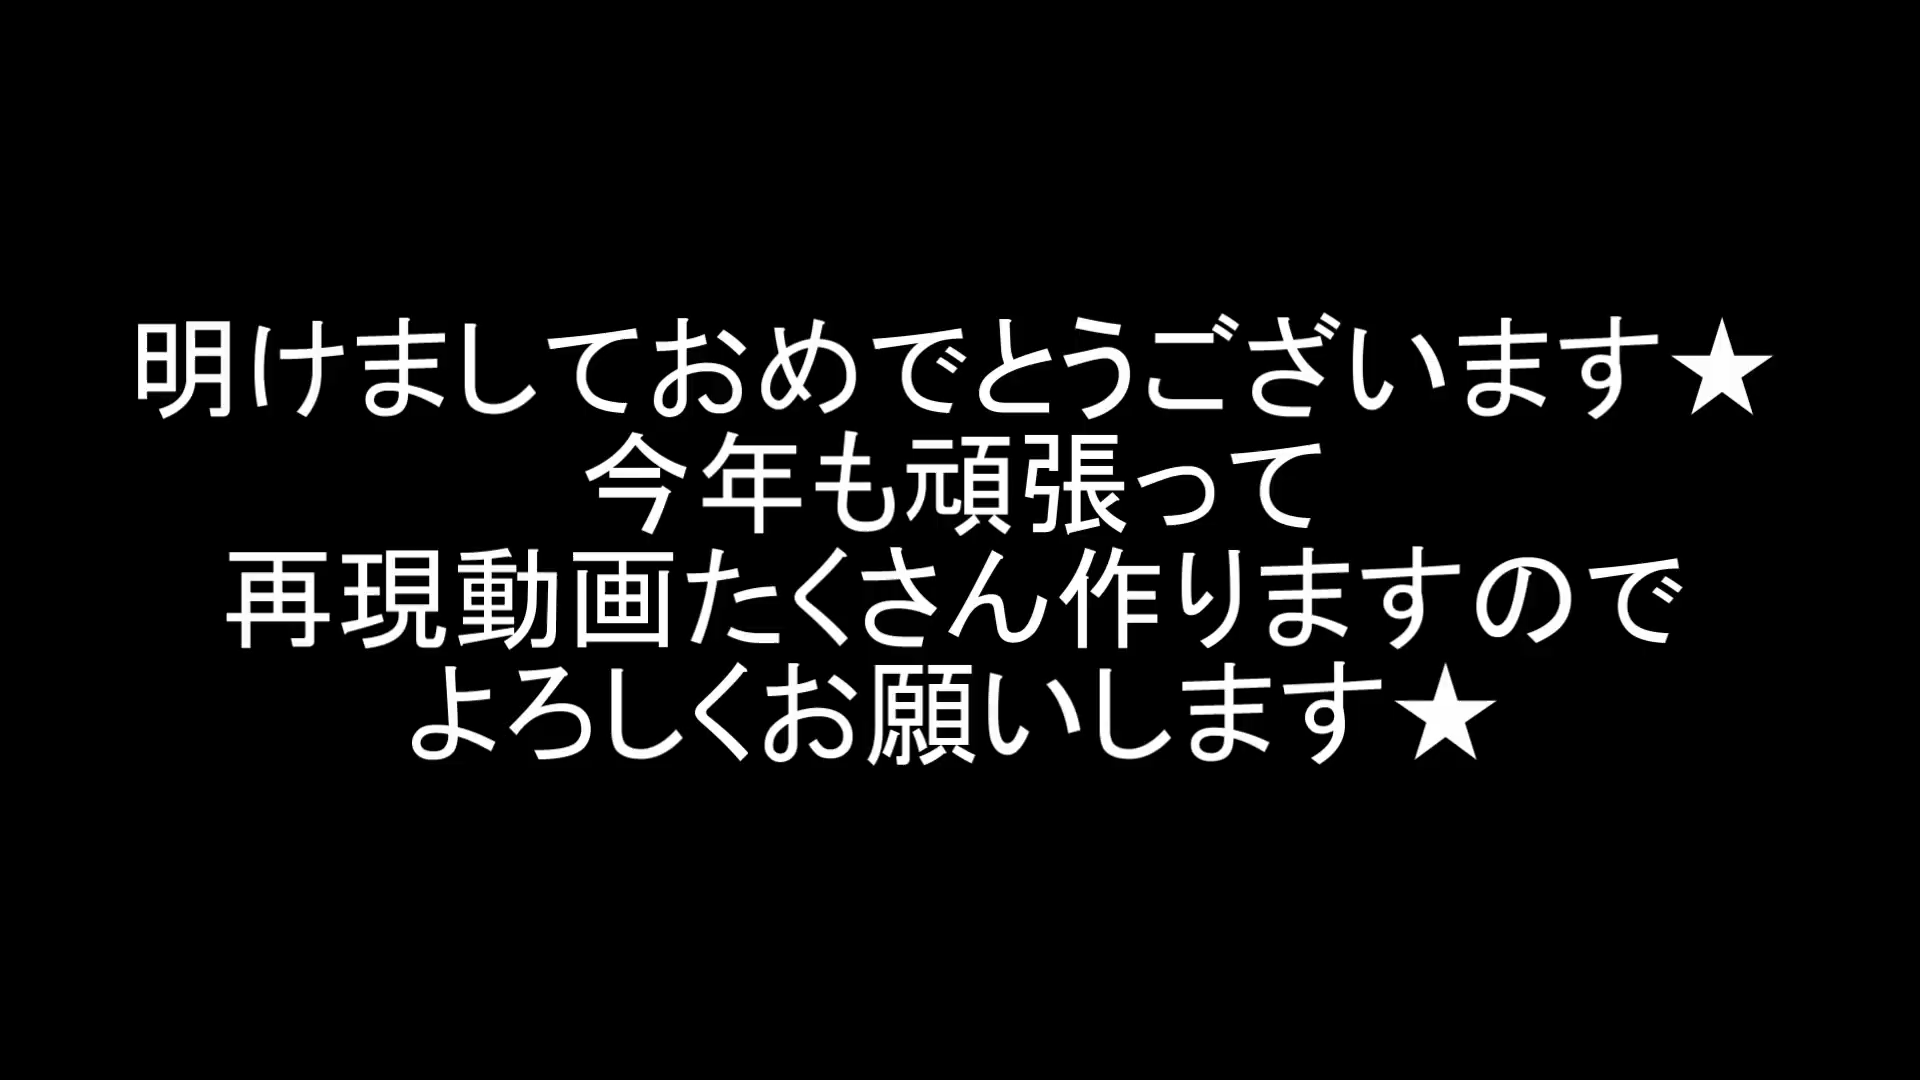 明けましておめでとうございます★
今年も頑張って
再現動画たくさん作りますので
よろしくお願いします★